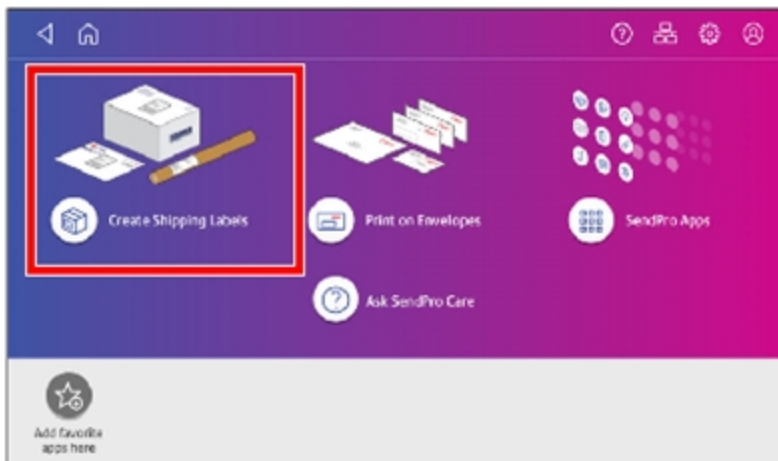 Create Shipping Labels
Print on Envelopes
SendPro Apps
Ask SendPro Care
Add favorite
apps here